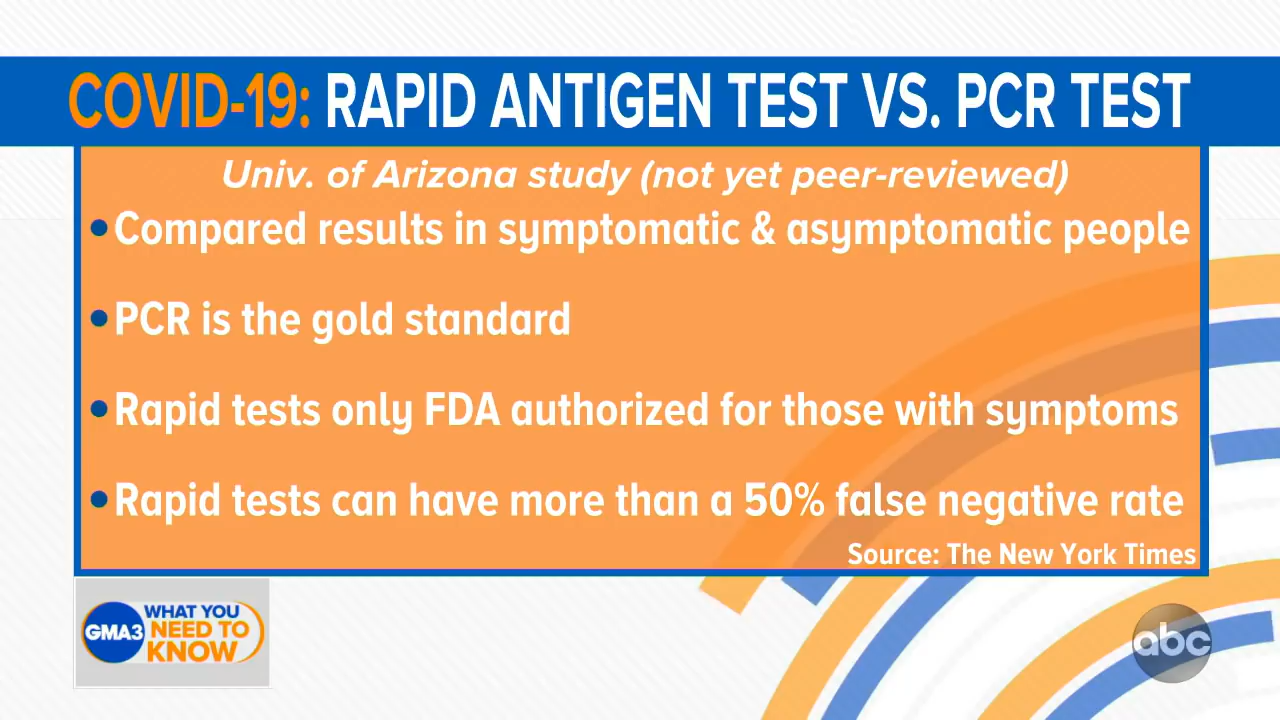 COVID-19: RAPID ANTIGEN TEST VS. PCR TEST
Univ. of Arizona study (not yet peer-reviewed)
• Compared results in symptomatic & asymptomatic people
• PCR is the gold standard
• Rapid tests only FDA authorized for those with symptoms
• Rapid tests can have more than a 50% false negative rate
Source: The New York Times
GMA3
WHAT YOU
NEED TO
KNOW
abc